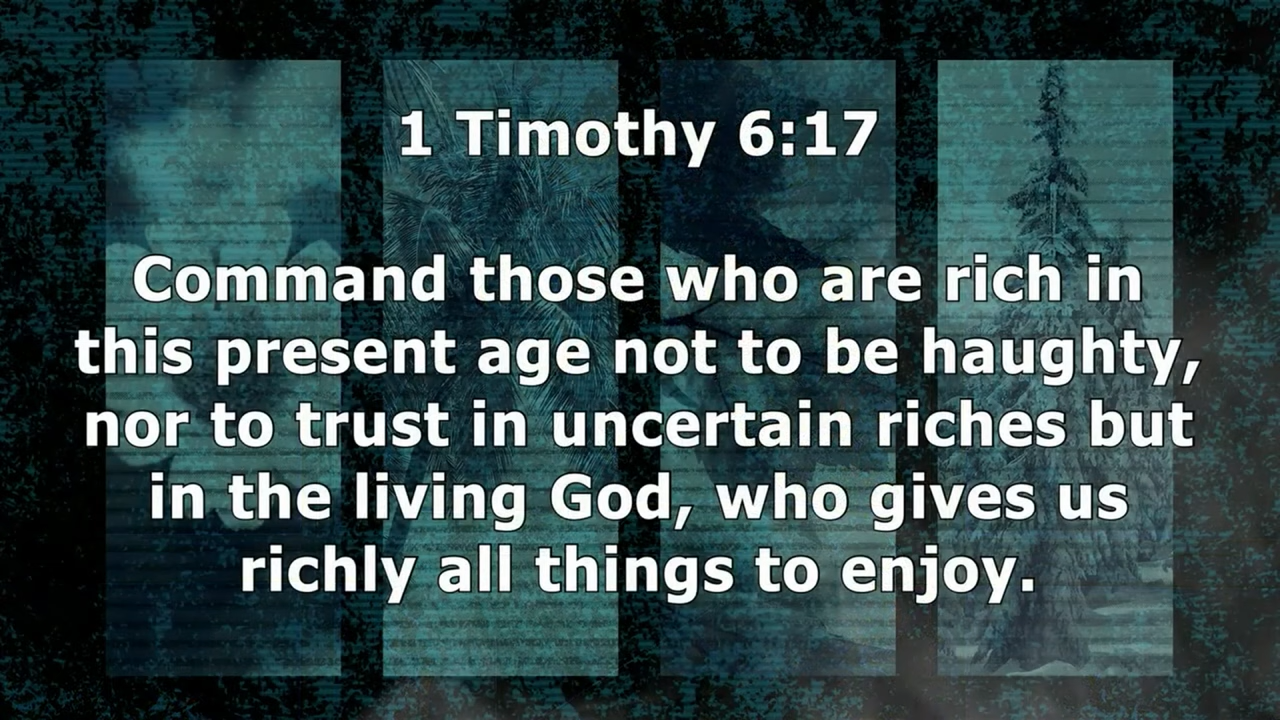 1 Timothy 6:17
Command those who are rich in
this present age not to be haughty,
nor to trust in uncertain riches but
in the living God, who gives us
richly all things to enjoy.